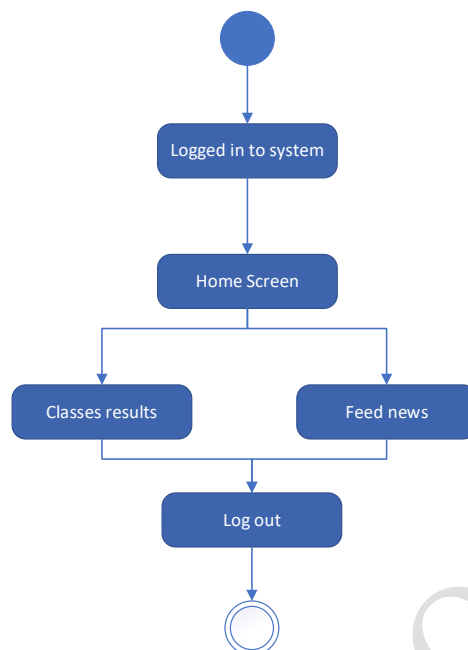 Logged in to system
Home Screen
Classes results
Feed news
Log out